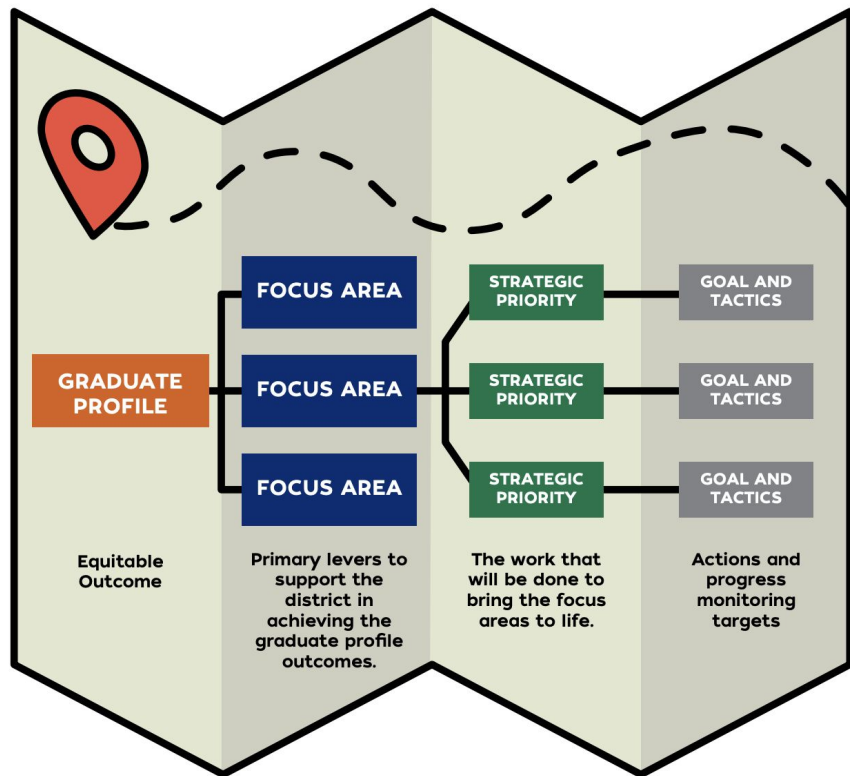 FOCUS AREA
STRATEGIC
PRIORITY
GOAL AND
TACTICS
GRADUATE
PROFILE
FOCUS AREA
STRATEGIC
PRIORITY
GOAL AND
TACTICS
FOCUS AREA
STRATEGIC
PRIORITY
GOAL AND
TACTICS
Equitable
Outcome
Primary levers to
support the
district in
achieving the
graduate profile
outcomes.
The work that
will be done to
bring the focus
areas to life.
Actions and
progress
monitoring
targets